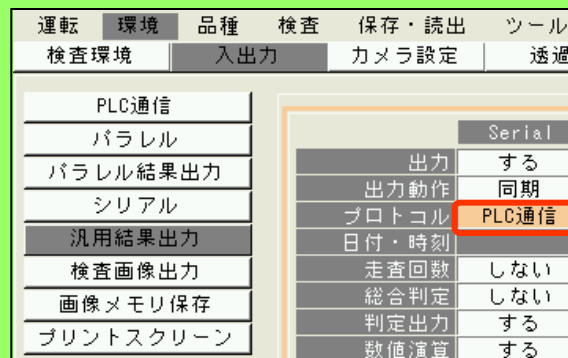 運転 環境 品種 検査 保存・読出 ツール
検査環境 入出力 カメラ設定 透過
PLC通信
パラレル
パラレル結果出力
シリアル
汎用結果出力
検査画像出力
画像メモリ保存
プリントスクリーン
Serial
出力 する
出力動作 同期
プロトコル PLC通信
日付・時刻
走査回数 しない
総合判定 しない
判定出力 する
数値演算 する